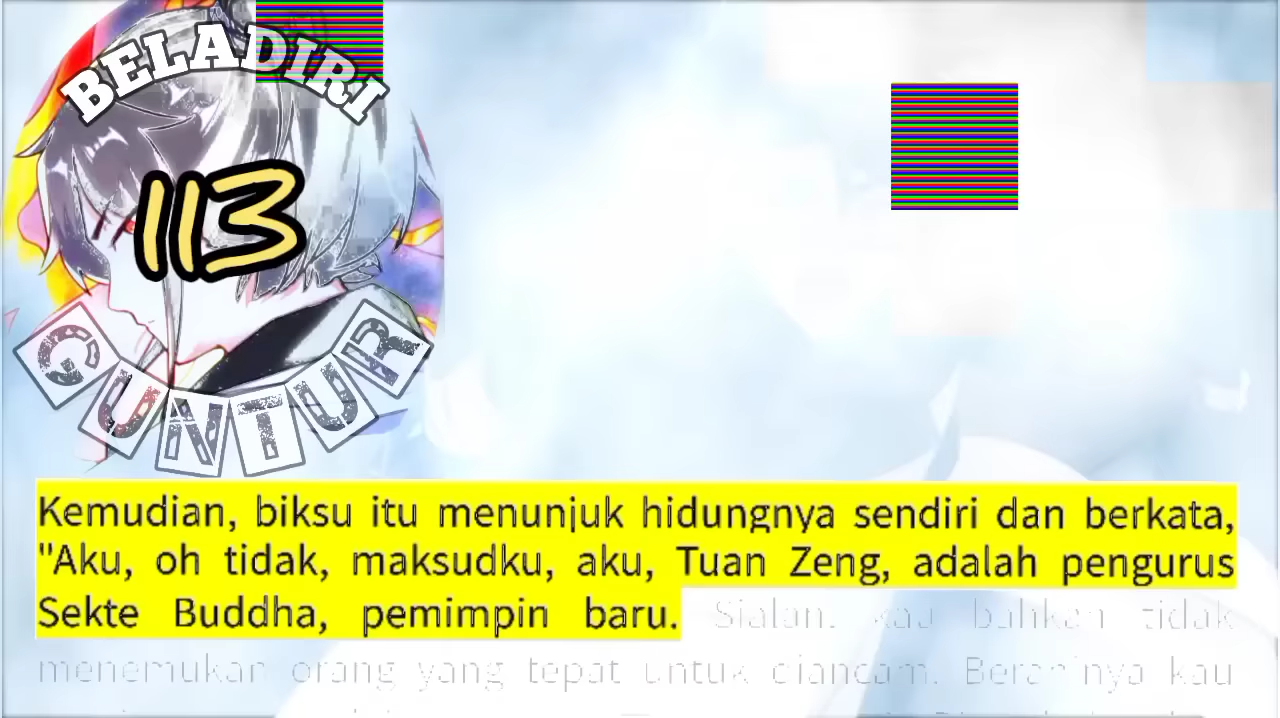 BELADIRI
113
GUNTUR
Kemudian, biksu itu menunjuk hidungnya sendiri dan berkata,
"Aku, oh tidak, maksudku, aku, Tuan Zeng, adalah pengurus
Sekte Buddha, pemimpin baru. Sialan. kau bahkan tidak
menemukan orang yang tepat untuk diancam. Beraninya kau